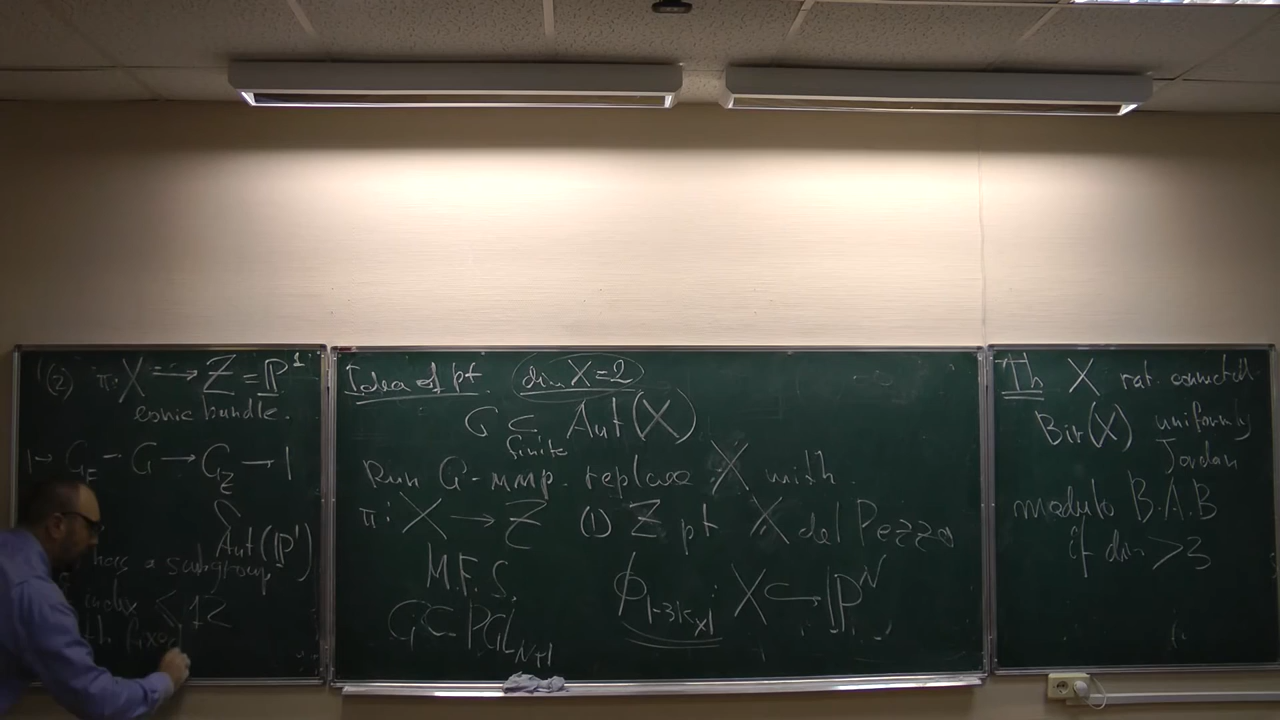 (2) π: X → Z = ℙ¹
conic bundle.
1 → G_F → G → G_Z → 1
Aut(ℙ¹)
has a subgroup
index ≤ 12
Idea of pf. dim X = 2
G ⊂ Aut(X)
finite
Run G-MMP. replace X with
π: X → Z (1) Z pt X del Pezzo
M.F.S.
ϕ_{|-3K_X|} X ↪ ℙ^N
G ⊂ PGL_{N+1}
Th X rat. connected.
Bir(X) uniformly
Jordan
modulo B.A.B
if dim > 3